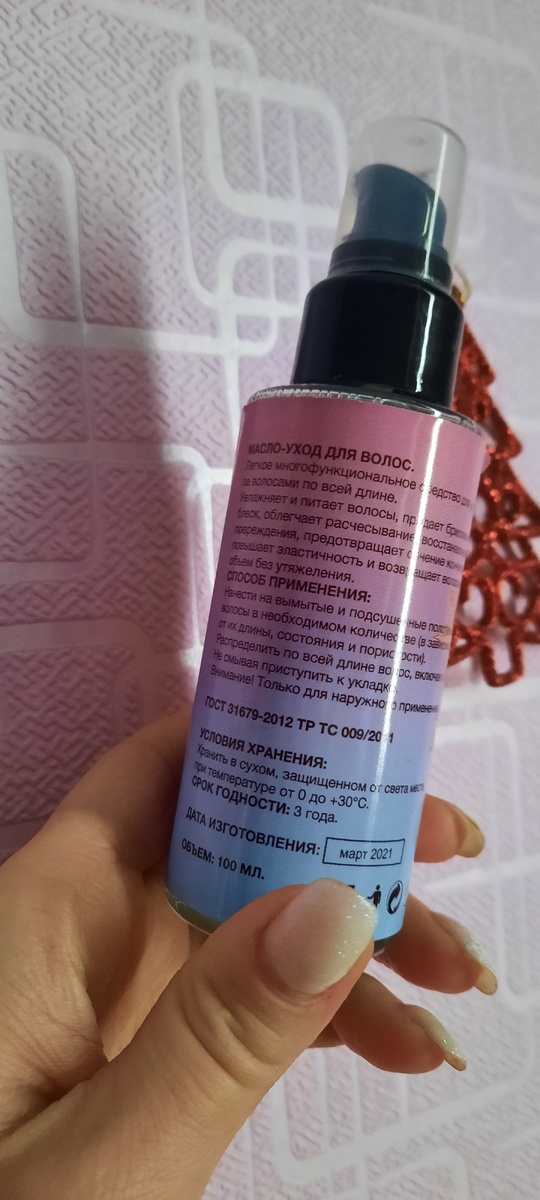 МАСЛО-УХОД ДЛЯ ВОЛОС.
Легкое многофункциональное средство для
за волосами по всей длине.
Увлажняет и питает волосы, придает
блеск, облегчает расчесывание,
повреждения, предотвращает сечение
повышает эластичность и возвращает
объем без утяжеления.
СПОСОБ ПРИМЕНЕНИЯ:
Нанести на вымытые и подсушенные
волосы в необходимом количестве (в
от их длины, состояния и пористости).
Распределить по всей длине волос,
Не смывая приступить к укладке.
Внимание! Только для наружного
ГОСТ 31679-2012 ТР ТС 009/2011
УСЛОВИЯ ХРАНЕНИЯ:
Хранить в сухом, защищенном от света месте
при температуре от 0 до +30°С.
СРОК ГОДНОСТИ: 3 года.
ДАТА ИЗГОТОВЛЕНИЯ: март 2021
ОБЪЕМ: 100 МЛ.